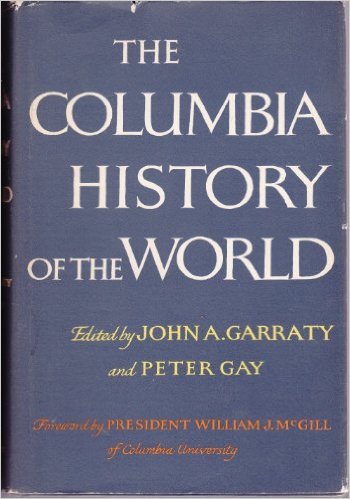 THE
COLUMBIA
HISTORY
OF THE WORLD
Edited by JOHN A. GARRATY
and PETER GAY
Foreword by PRESIDENT WILLIAM J. McGILL
of Columbia University